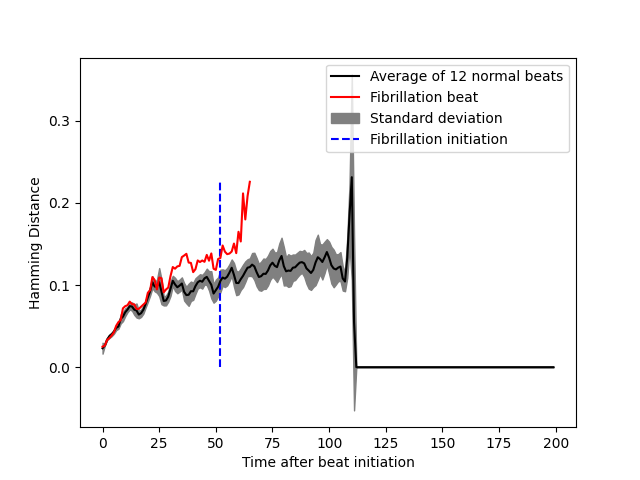 Average of 12 normal beats
Fibrillation beat
Standard deviation
Fibrillation initiation
0.3
0.2
0.1
0.0
Hamming Distance
0 25 50 75 100 125 150 175 200
Time after beat initiation